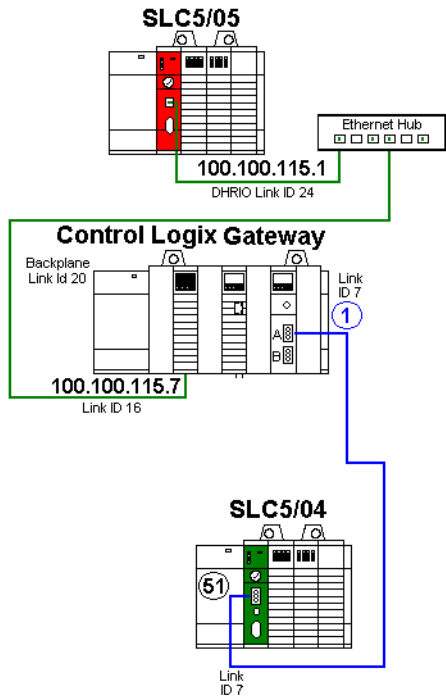 SLC5/05
Ethernet Hub
100.100.115.1
DHRIO Link ID 24
Control Logix Gateway
Backplane
Link Id 20
Link
ID 7
1
A
B
100.100.115.7
Link ID 16
SLC5/04
51
Link
ID 7